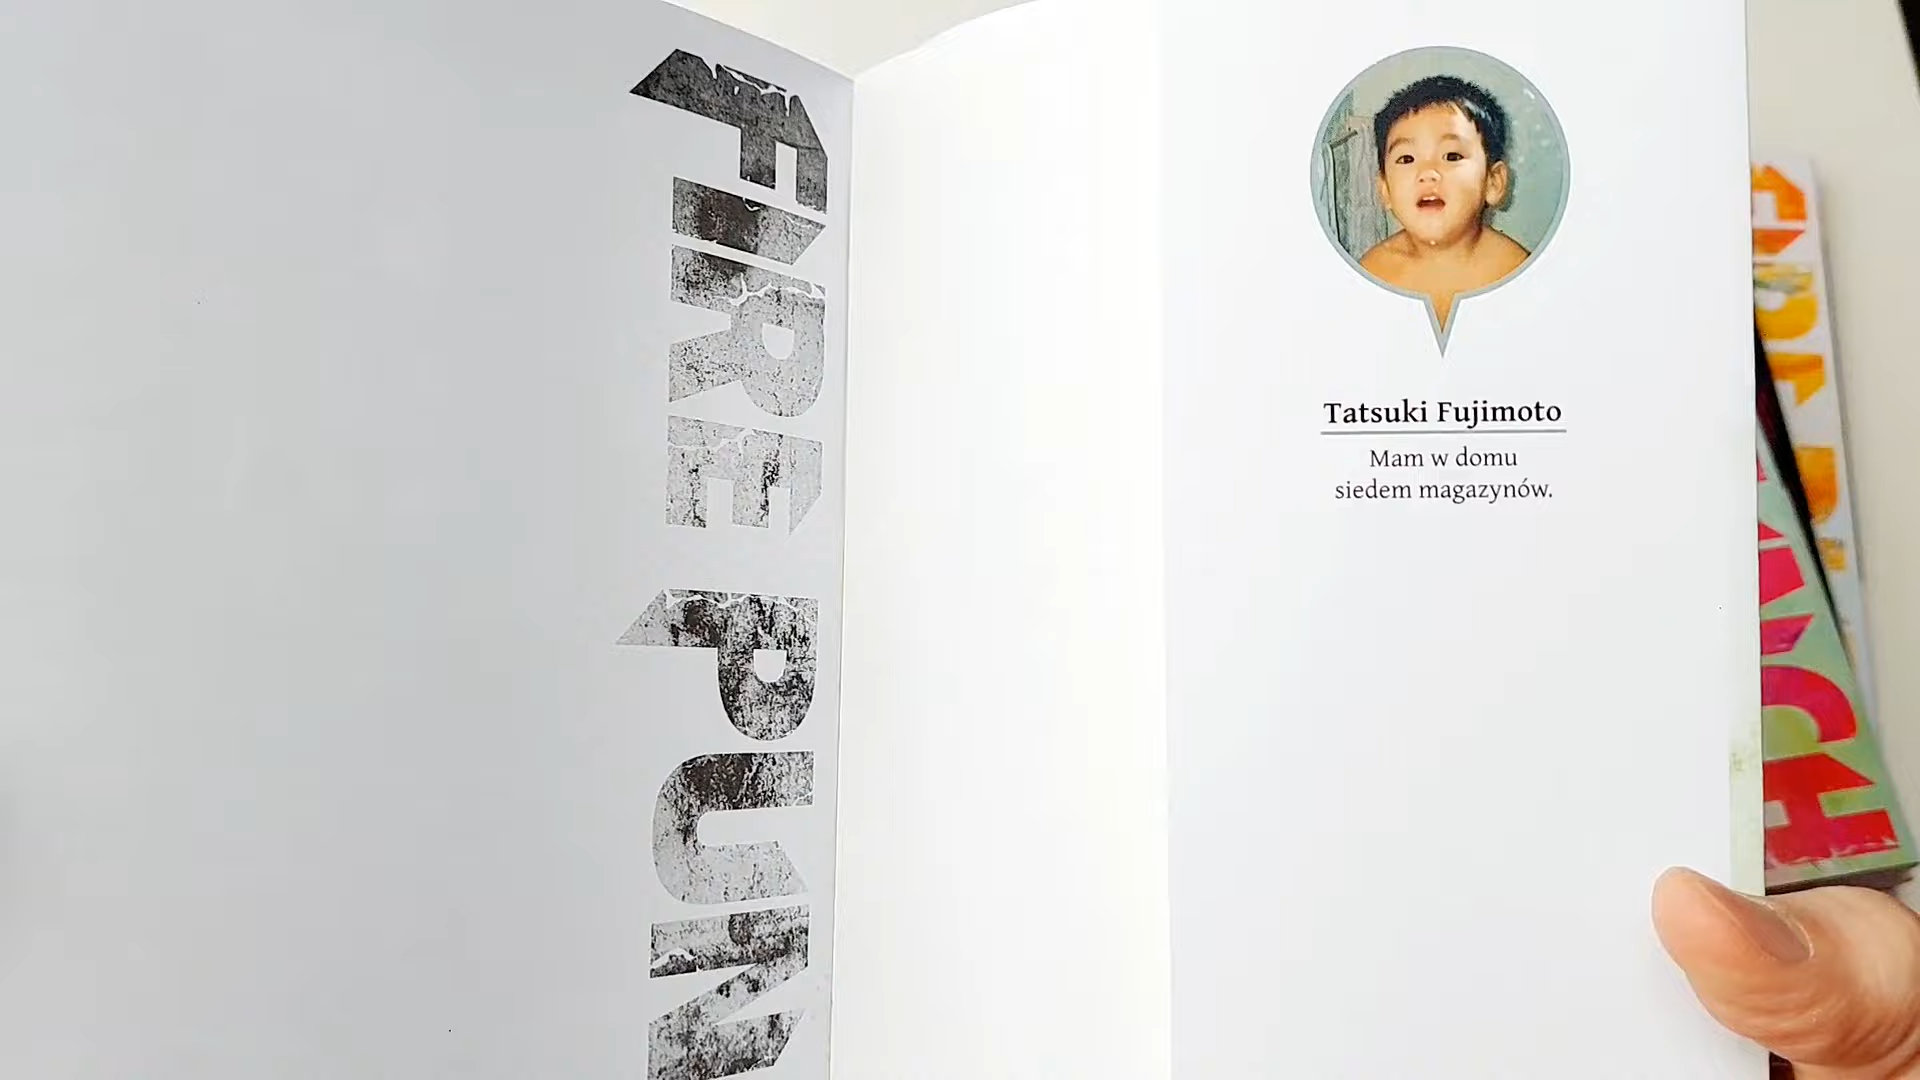 FIRE PUN
Tatsuki Fujimoto
Mam w domu
siedem magazynów.